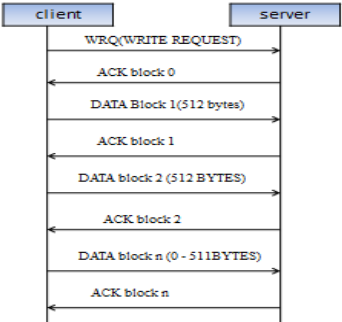 client server
WRQ(WRITE REQUEST)
ACK block 0
DATA Block 1(512 bytes)
ACK block 1
DATA block 2 (512 BYTES)
ACK block 2
DATA block n (0 - 511BYTES)
ACK block n